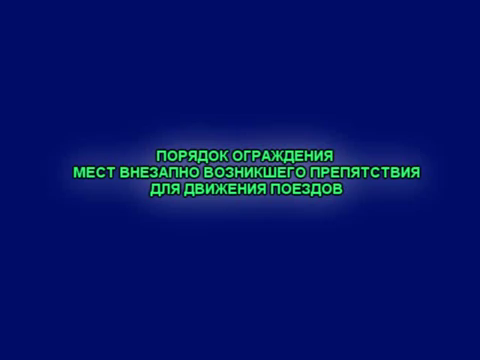 ПОРЯДОК ОГРАЖДЕНИЯ
МЕСТ ВНЕЗАПНО ВОЗНИКШЕГО ПРЕПЯТСТВИЯ
ДЛЯ ДВИЖЕНИЯ ПОЕЗДОВ